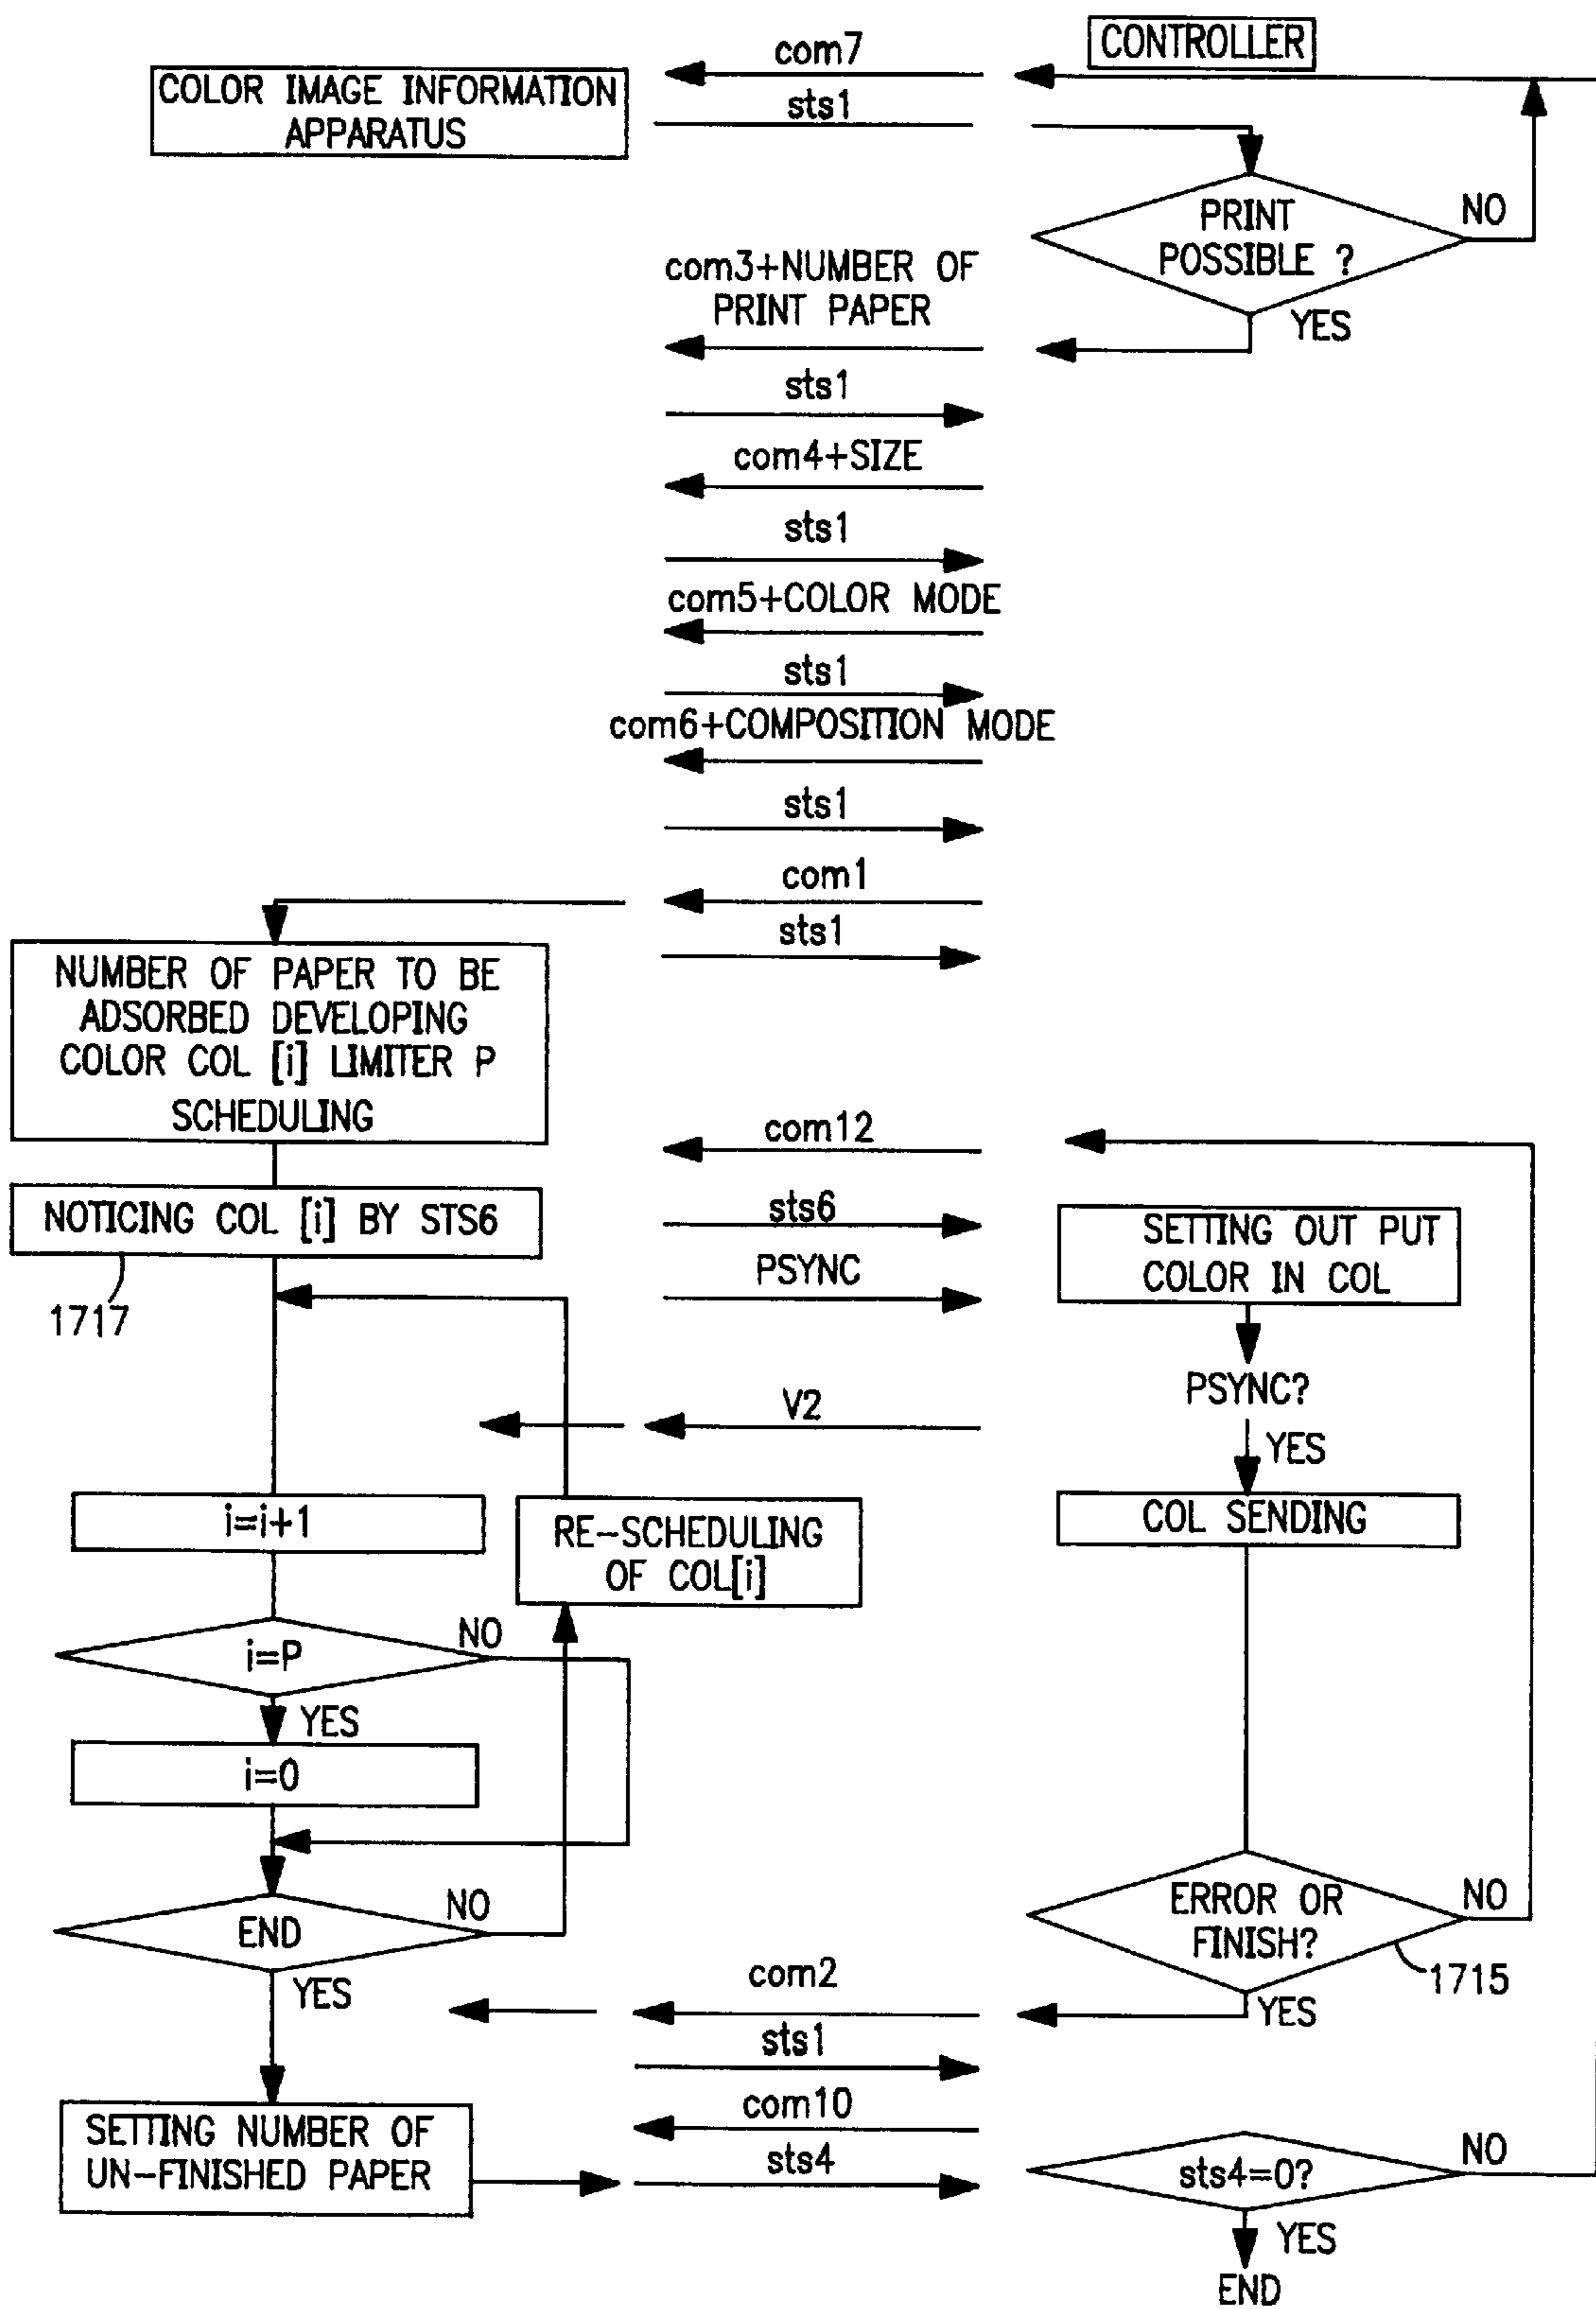 CONTROLLER
com7
COLOR IMAGE INFORMATION
APPARATUS
sts1
PRINT
POSSIBLE ?
NO
YES
com3+NUMBER OF
PRINT PAPER
sts1
com4+SIZE
sts1
com5+COLOR MODE
sts1
com6+COMPOSITION MODE
sts1
com1
sts1
NUMBER OF PAPER TO BE
ADSORBED DEVELOPING
COLOR COL [i] LIMITER P
SCHEDULING
com12
NOTICING COL [i] BY STS6
1717
sts6
SETTING OUT PUT
COLOR IN COL
PSYNC
PSYNC?
YES
V2
COL SENDING
i=i+1
RE-SCHEDULING
OF COL[i]
i=P
NO
YES
i=0
END
NO
YES
ERROR OR
FINISH?
NO
1715
YES
com2
sts1
com10
SETTING NUMBER OF
UN-FINISHED PAPER
sts4
sts4=0?
NO
YES
END